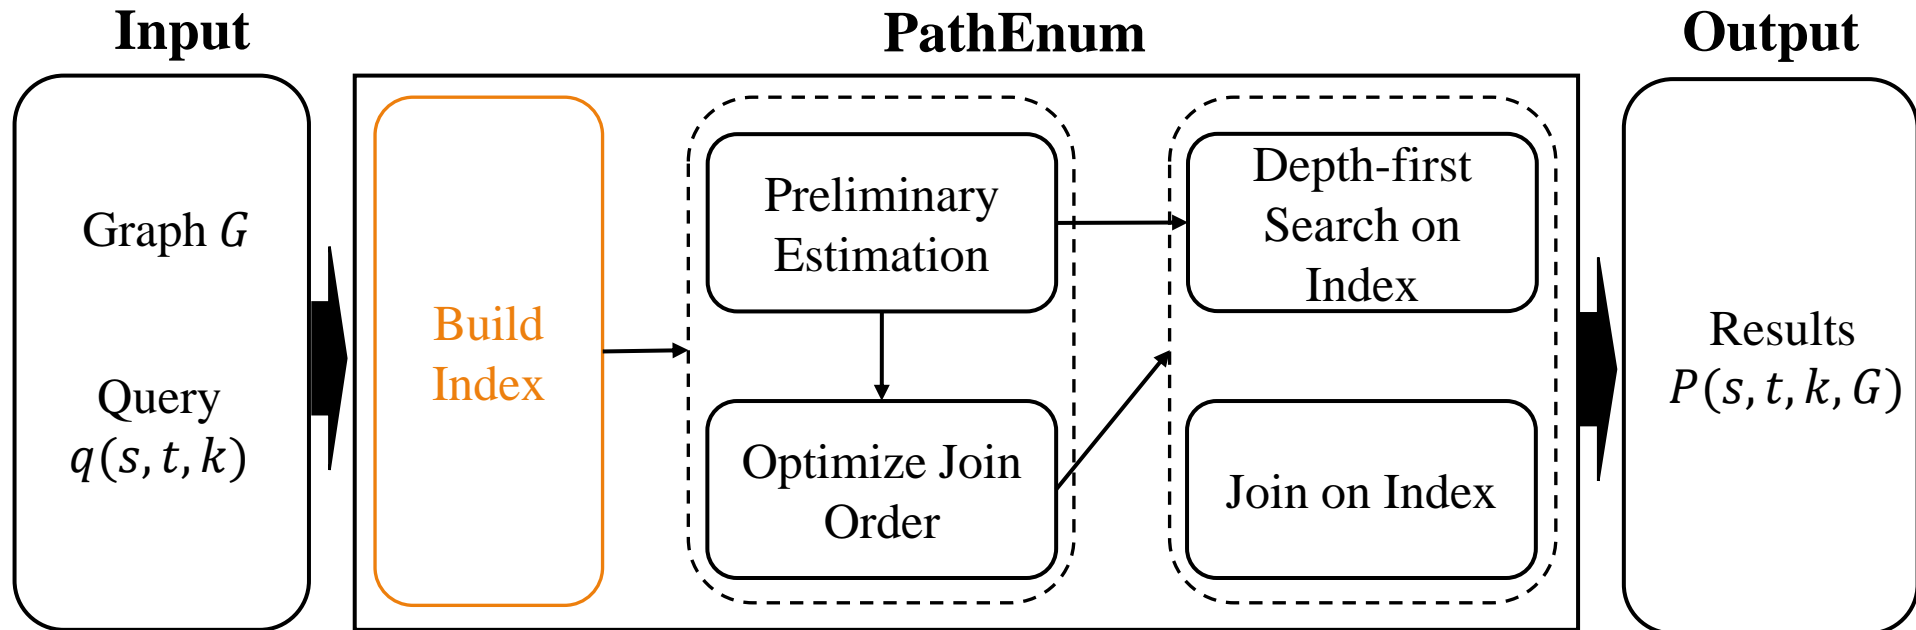 Input
Graph 𝐺
Query
𝑞(𝑠, 𝑡, 𝑘)
PathEnum
Build
Index
Preliminary
Estimation
Optimize Join
Order
Depth-first
Search on
Index
Join on Index
Output
Results
𝑃(𝑠, 𝑡, 𝑘, 𝐺)